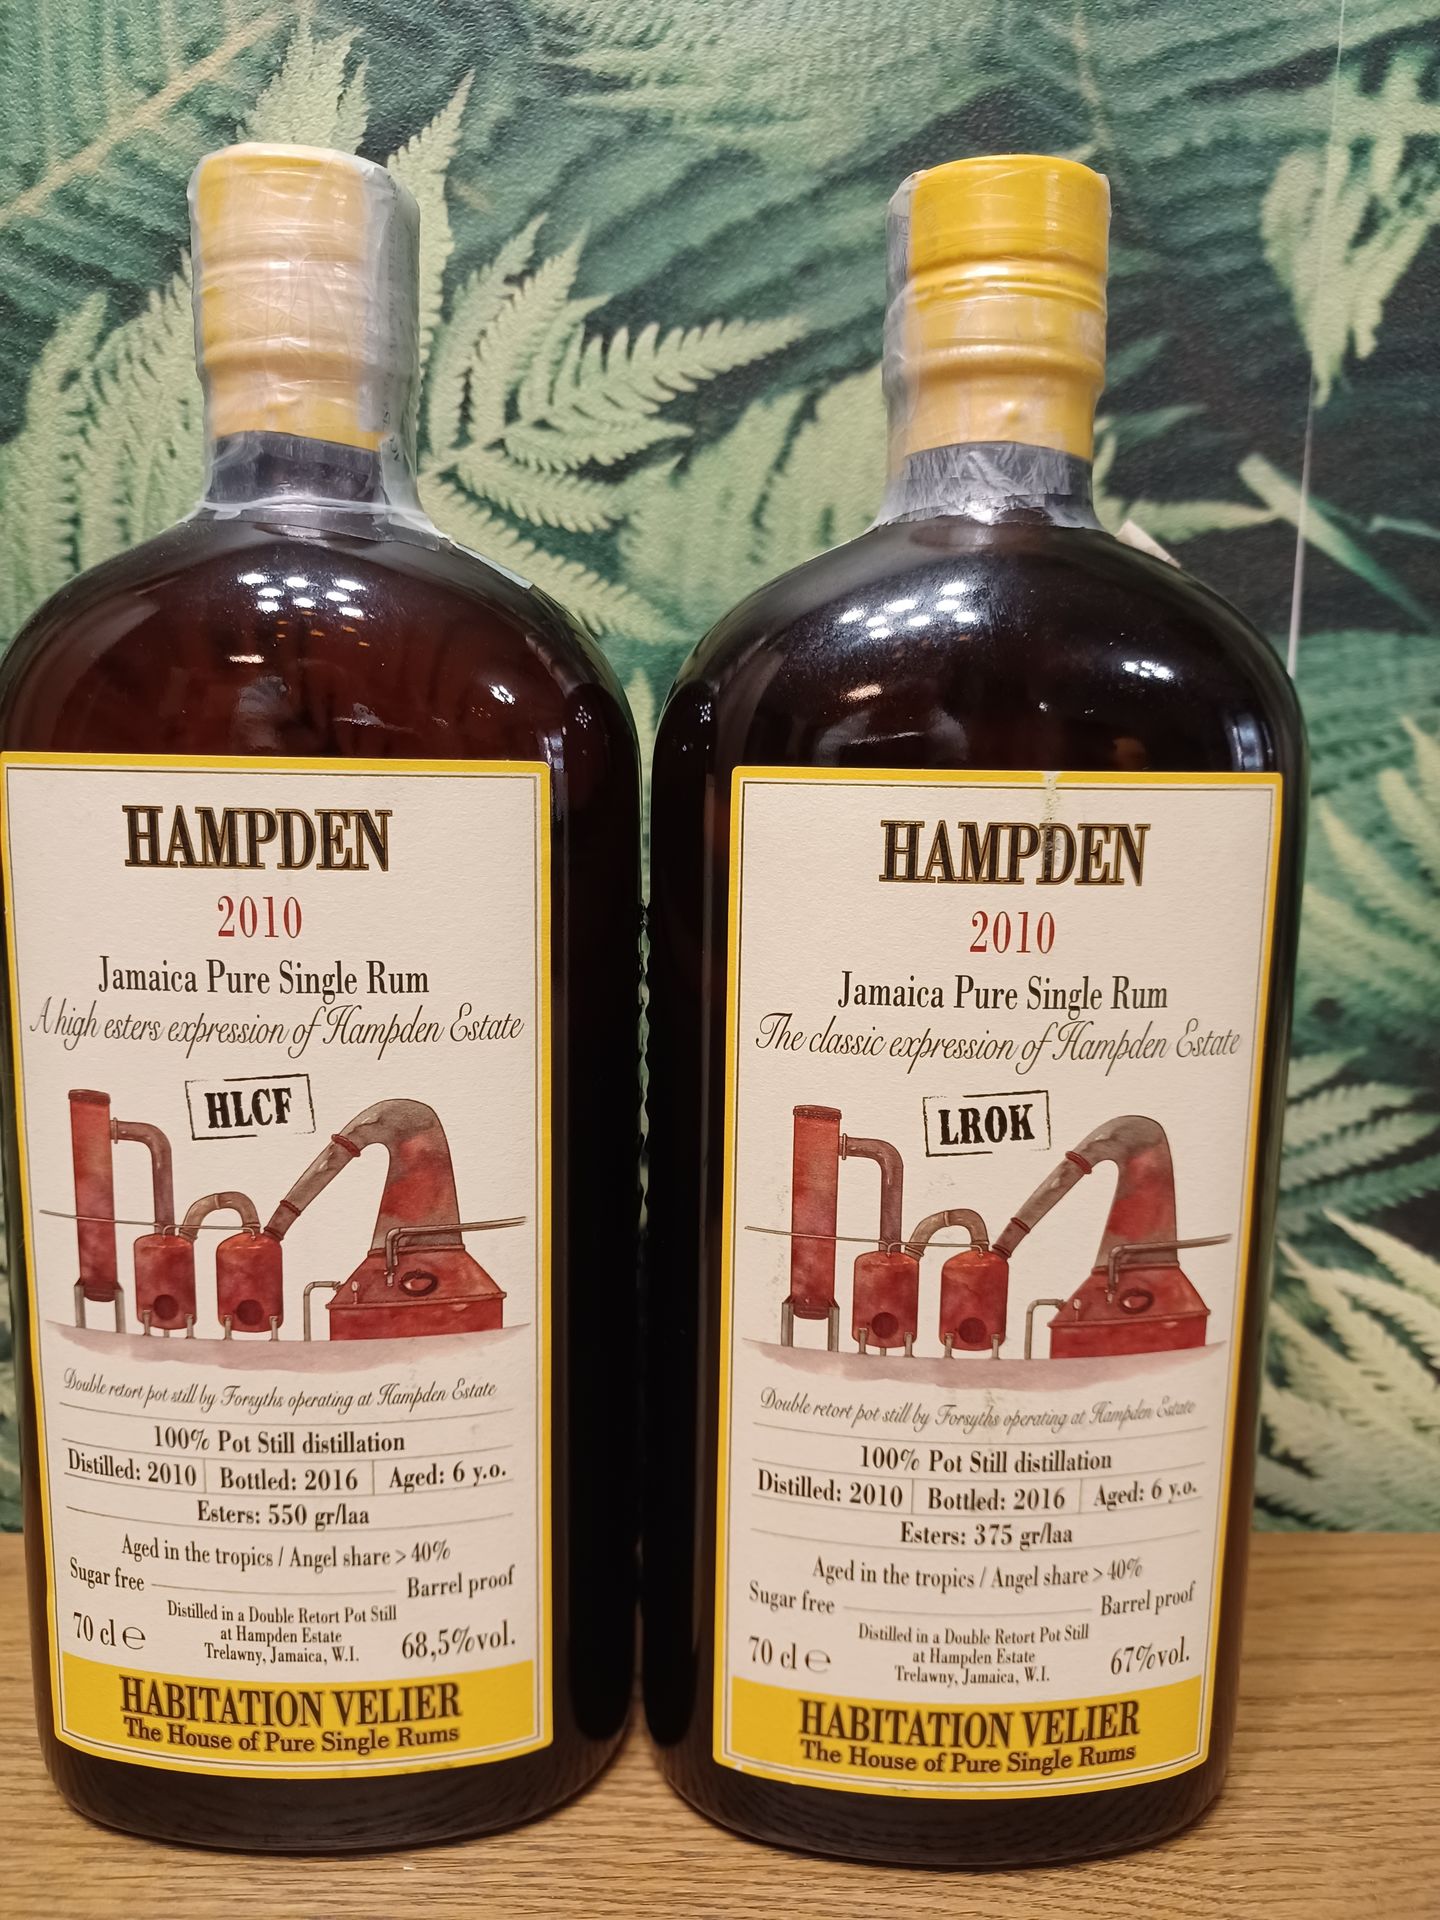 HAMPDEN
2010
Jamaica Pure Single Rum
A high esters expression of Hampden Estate
HLCF
Double retort pot still by Forsyths operating at Hampden Estate
100% Pot Still distillation
Distilled: 2010 Bottled: 2016 Aged: 6 y.o.
Esters: 550 gr/laa
Aged in the tropics / Angel share > 40%
Sugar free Barrel proof
Distilled in a Double Retort Pot Still
at Hampden Estate
Trelawny, Jamaica, W.I.
70 cl ℮ 68,5%vol.
HABITATION VELIER
The House of Pure Single Rums
HAMPDEN
2010
Jamaica Pure Single Rum
The classic expression of Hampden Estate
LROK
Double retort pot still by Forsyths operating at Hampden Estate
100% Pot Still distillation
Distilled: 2010 Bottled: 2016 Aged: 6 y.o.
Esters: 375 gr/laa
Aged in the tropics / Angel share > 40%
Sugar free Barrel proof
Distilled in a Double Retort Pot Still
at Hampden Estate
Trelawny, Jamaica, W.I.
70 cl ℮ 67%vol.
HABITATION VELIER
The House of Pure Single Rums